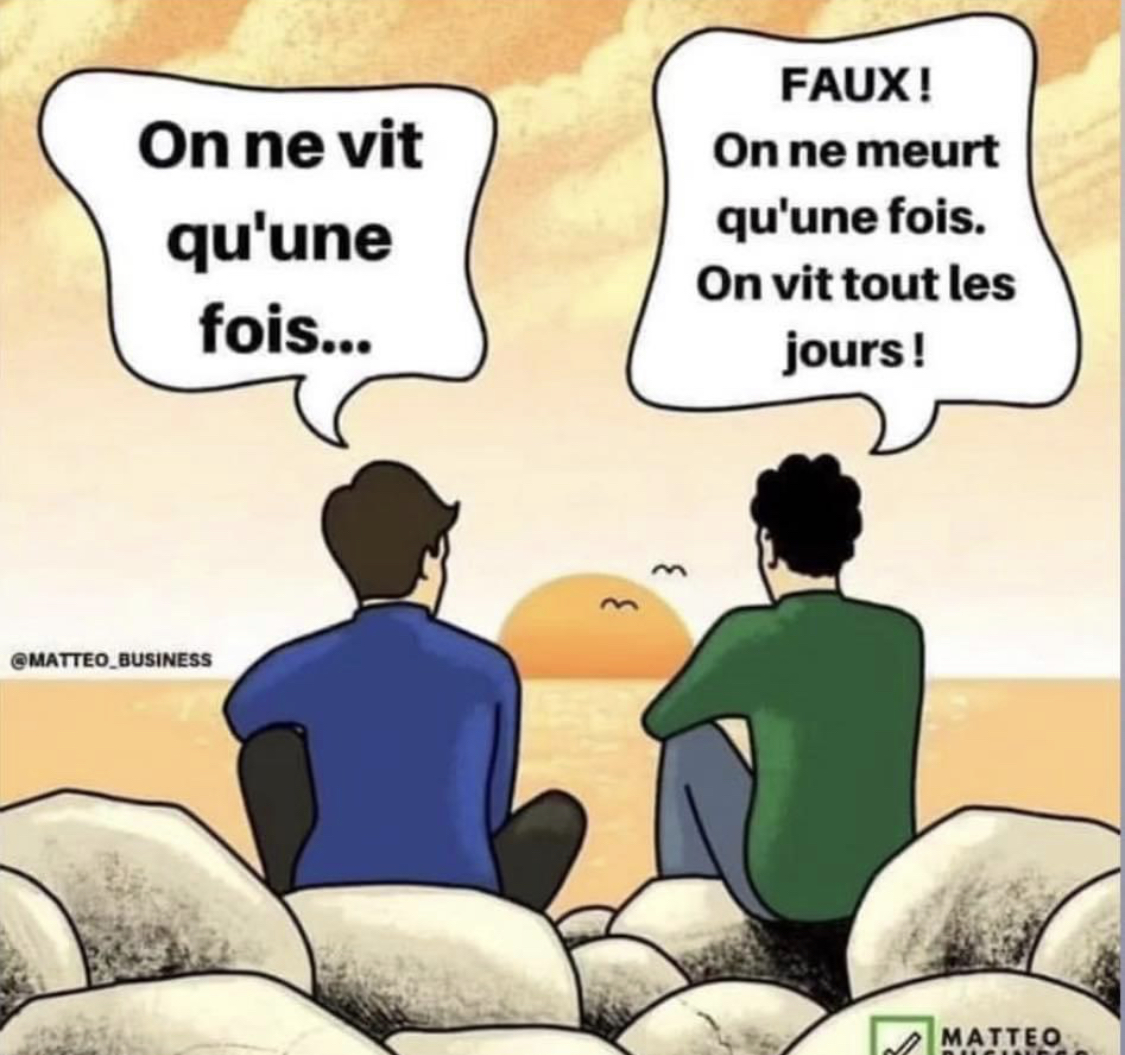 On ne vit
qu'une
fois...
FAUX !
On ne meurt
qu'une fois.
On vit tout les
jours !
@MATTEO_BUSINESS
MATTEO